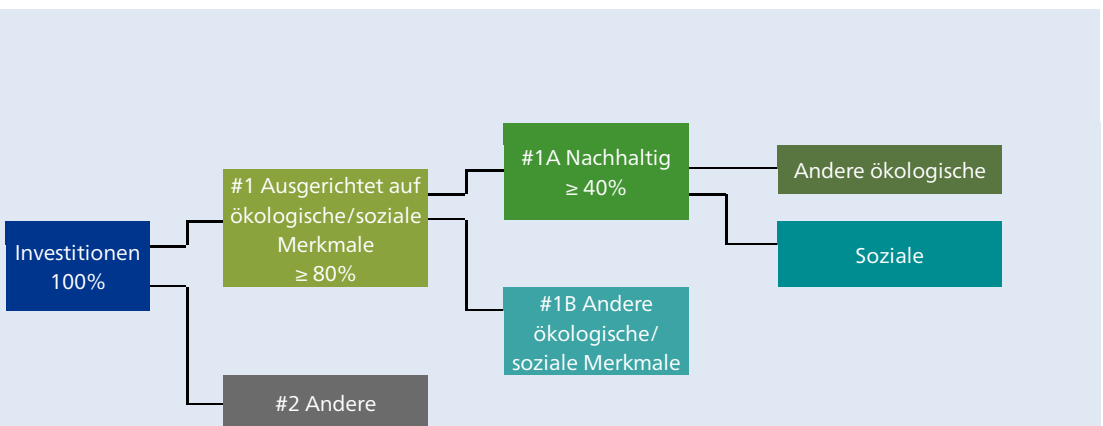 Investitionen
100%
#1 Ausgerichtet auf
ökologische/soziale
Merkmale
≥ 80%
#2 Andere
#1A Nachhaltig
≥ 40%
#1B Andere
ökologische/
soziale Merkmale
Andere ökologische
Soziale